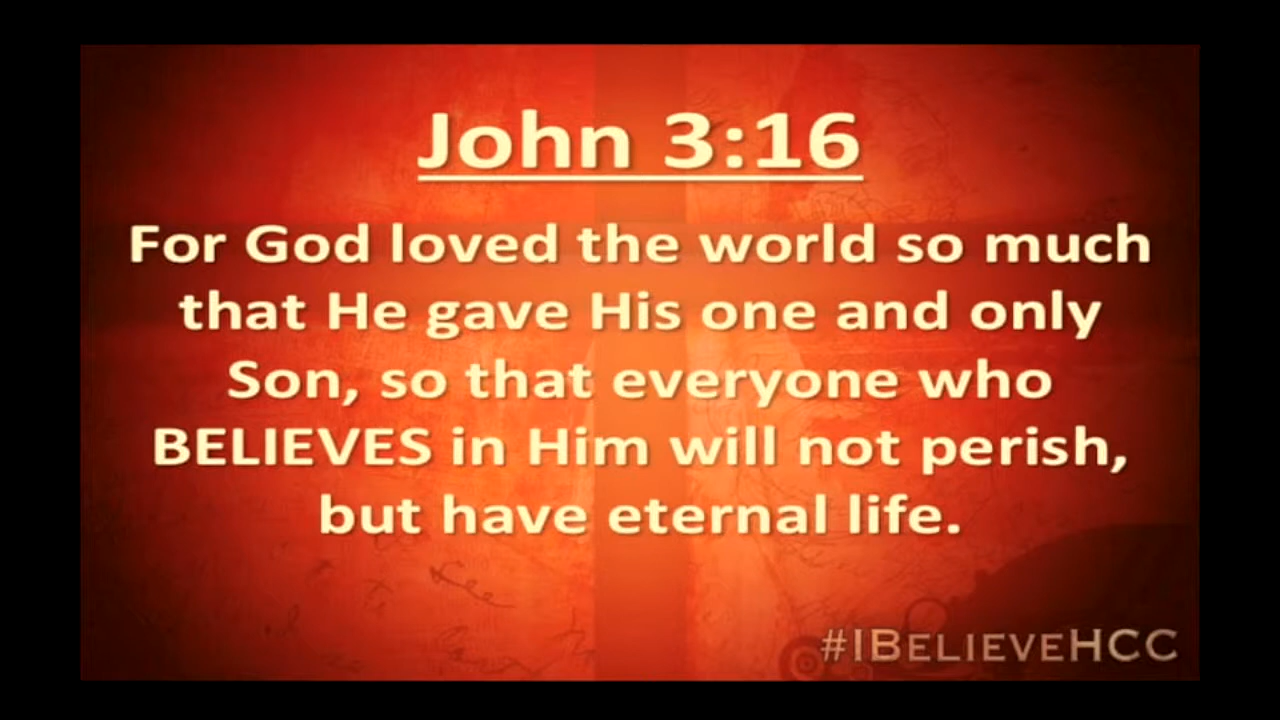 John 3:16
For God loved the world so much
that He gave His one and only
Son, so that everyone who
BELIEVES in Him will not perish,
but have eternal life.
#IBELIEVEHCC